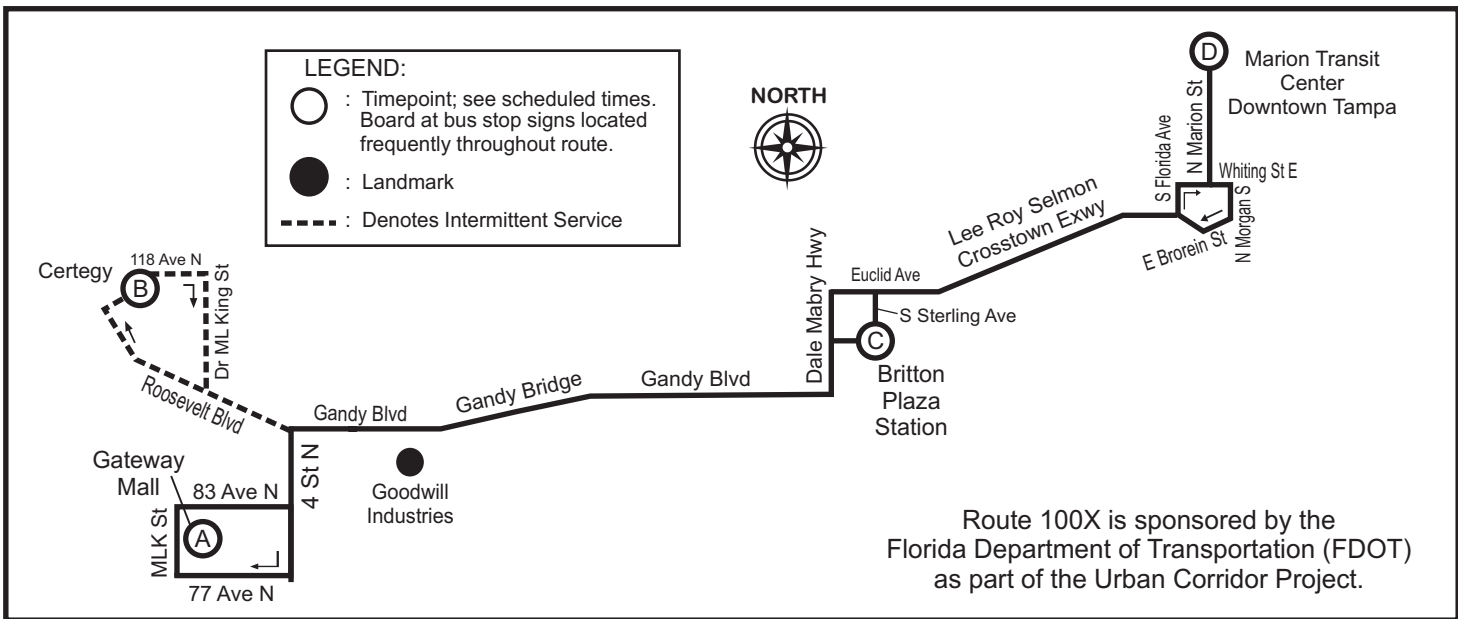 LEGEND:
: Timepoint; see scheduled times.
Board at bus stop signs located
frequently throughout route.
: Landmark
: Denotes Intermittent Service
NORTH
D
Marion Transit
Center
Downtown Tampa
N Marion St
S Florida Ave
Whiting St E
N Morgan S
E Brorein St
Lee Roy Selmon
Crosstown Exwy
Euclid Ave
S Sterling Ave
Dale Mabry Hwy
C
Britton
Plaza
Station
Certegy
118 Ave N
B
Dr ML King St
Roosevelt Blvd
Gandy Blvd
Gandy Bridge
Gandy Blvd
4 St N
Goodwill
Industries
Gateway
Mall
83 Ave N
A
MLK St
77 Ave N
Route 100X is sponsored by the
Florida Department of Transportation (FDOT)
as part of the Urban Corridor Project.